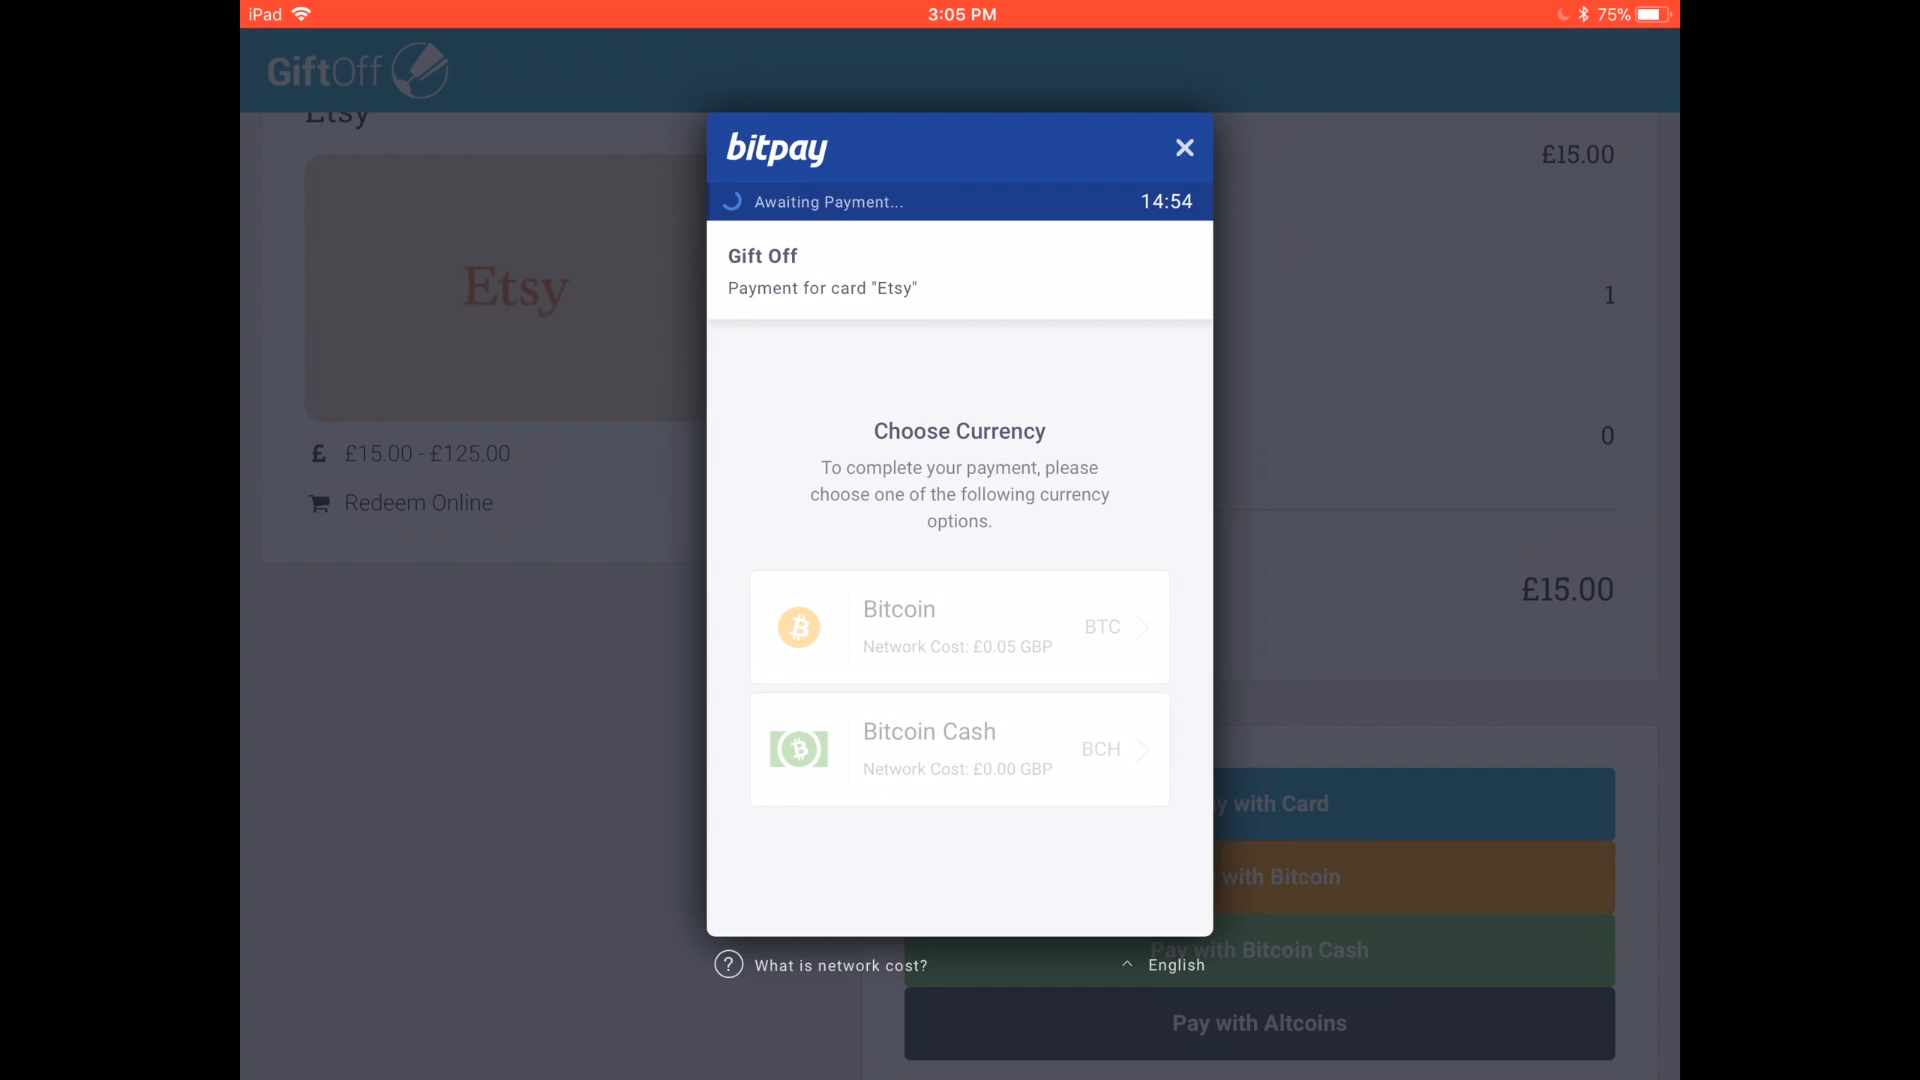 iPad
3:05 PM
75%
GiftOff
Etsy
Etsy
£ £15.00 - £125.00
Redeem Online
bitpay
Awaiting Payment...
14:54
Gift Off
Payment for card "Etsy"
Choose Currency
To complete your payment, please
choose one of the following currency
options.
Bitcoin
Network Cost: £0.05 GBP
BTC
Bitcoin Cash
Network Cost: £0.00 GBP
BCH
? What is network cost?
English
£15.00
1
0
£15.00
y with Card
with Bitcoin
Pay with Bitcoin Cash
Pay with Altcoins